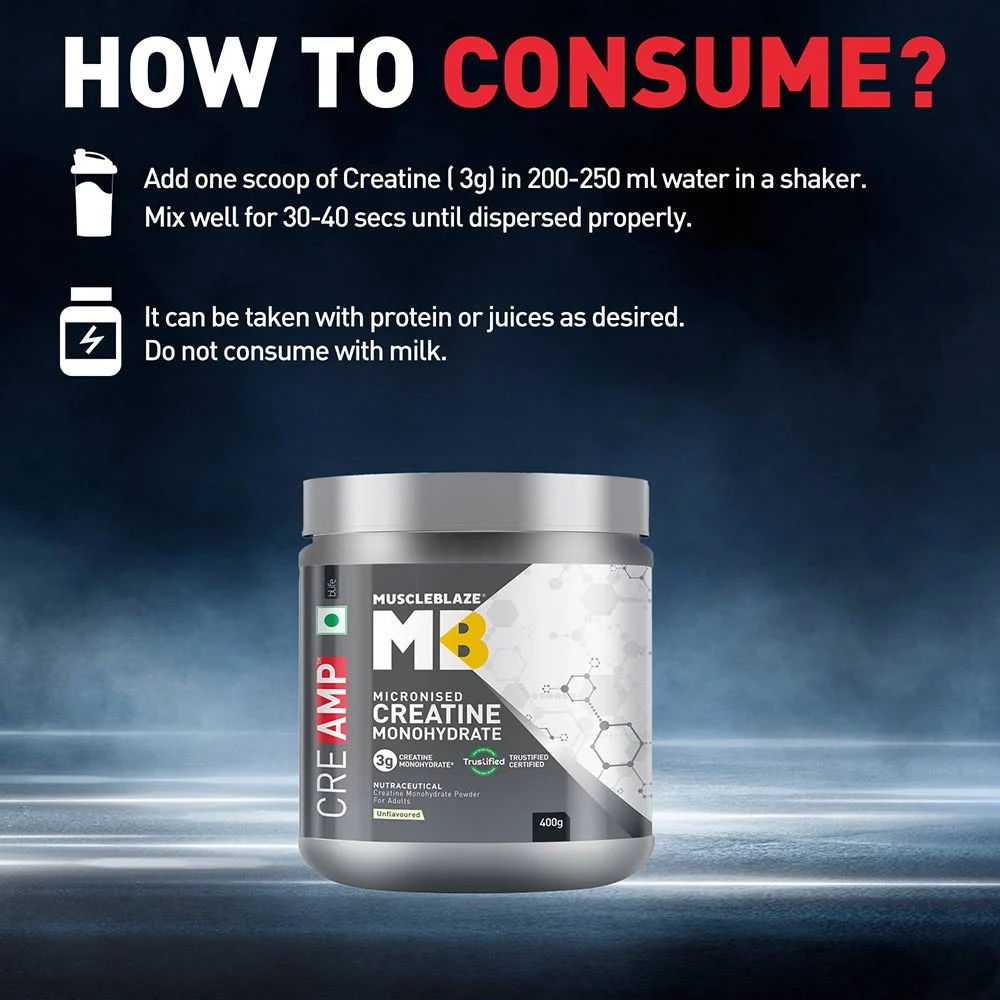 HOW TO CONSUME?
Add one scoop of Creatine ( 3g) in 200-250 ml water in a shaker.
Mix well for 30-40 secs until dispersed properly.
It can be taken with protein or juices as desired.
Do not consume with milk.
bLife
CREAMP™
MUSCLEBLAZE®
MB
MICRONISED
CREATINE
MONOHYDRATE
3g CREATINE
MONOHYDRATE*
Trustified
TRUSTIFIED
CERTIFIED
NUTRACEUTICAL
Creatine Monohydrate Powder
For Adults
Unflavoured
400g